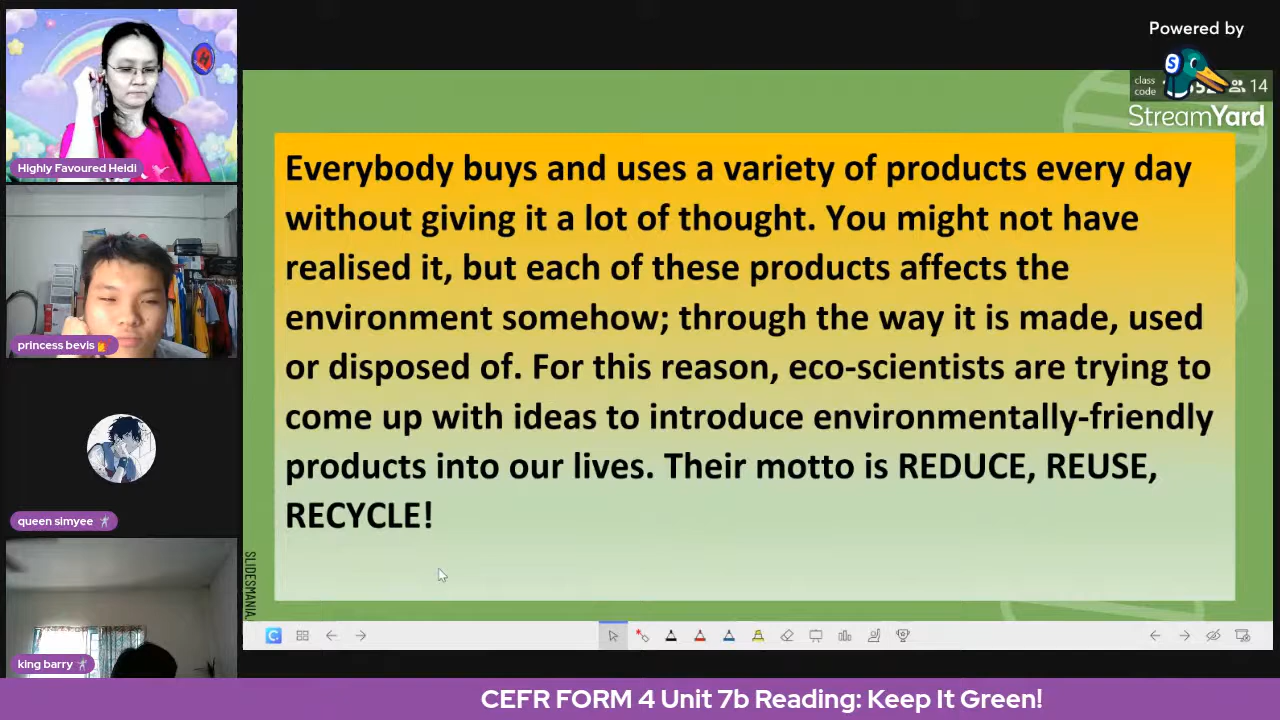 Powered by
class
code
14
StreamYard
Highly Favoured Heidi
princess bevis
queen simyee
king barry
Everybody buys and uses a variety of products every day
without giving it a lot of thought. You might not have
realised it, but each of these products affects the
environment somehow; through the way it is made, used
or disposed of. For this reason, eco-scientists are trying to
come up with ideas to introduce environmentally-friendly
products into our lives. Their motto is REDUCE, REUSE,
RECYCLE!
SLIDESMANIA.
CEFR FORM 4 Unit 7b Reading: Keep It Green!